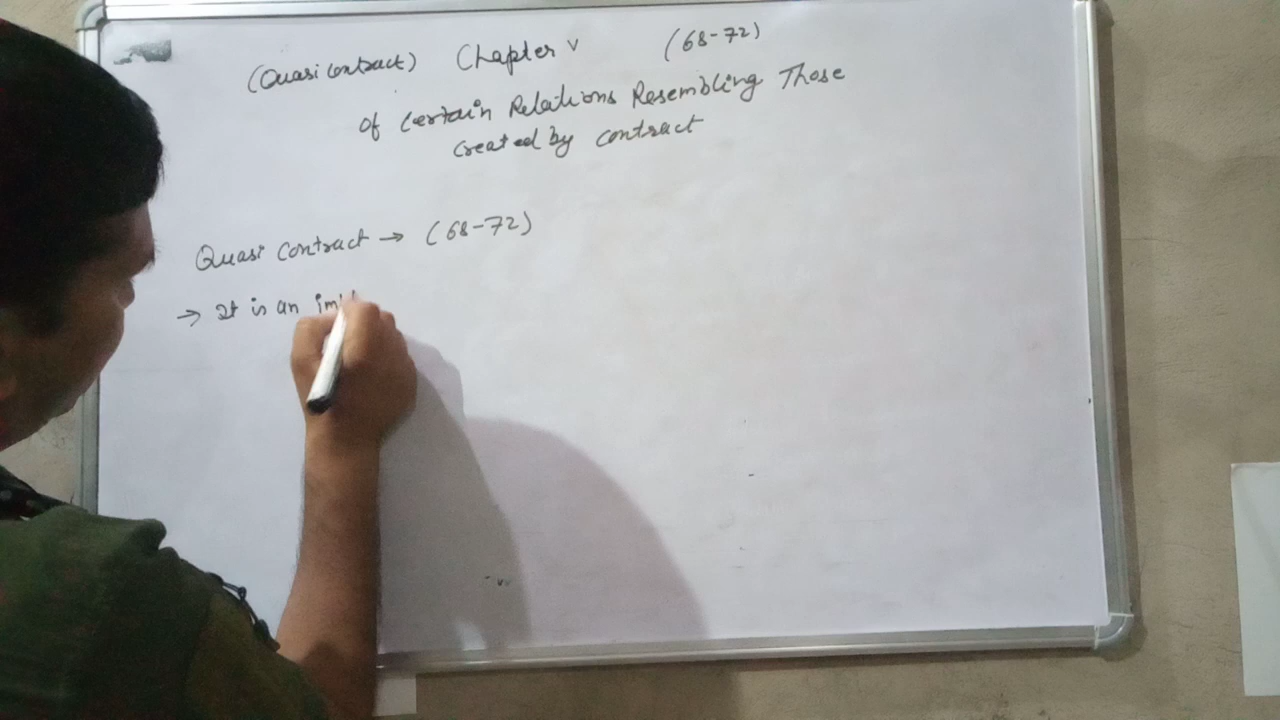 (Quasi Contract) Chapter V (68-72)
Of Certain Relations Resembling Those
Created by contract
Quasi Contract → (68-72)
→ It is an